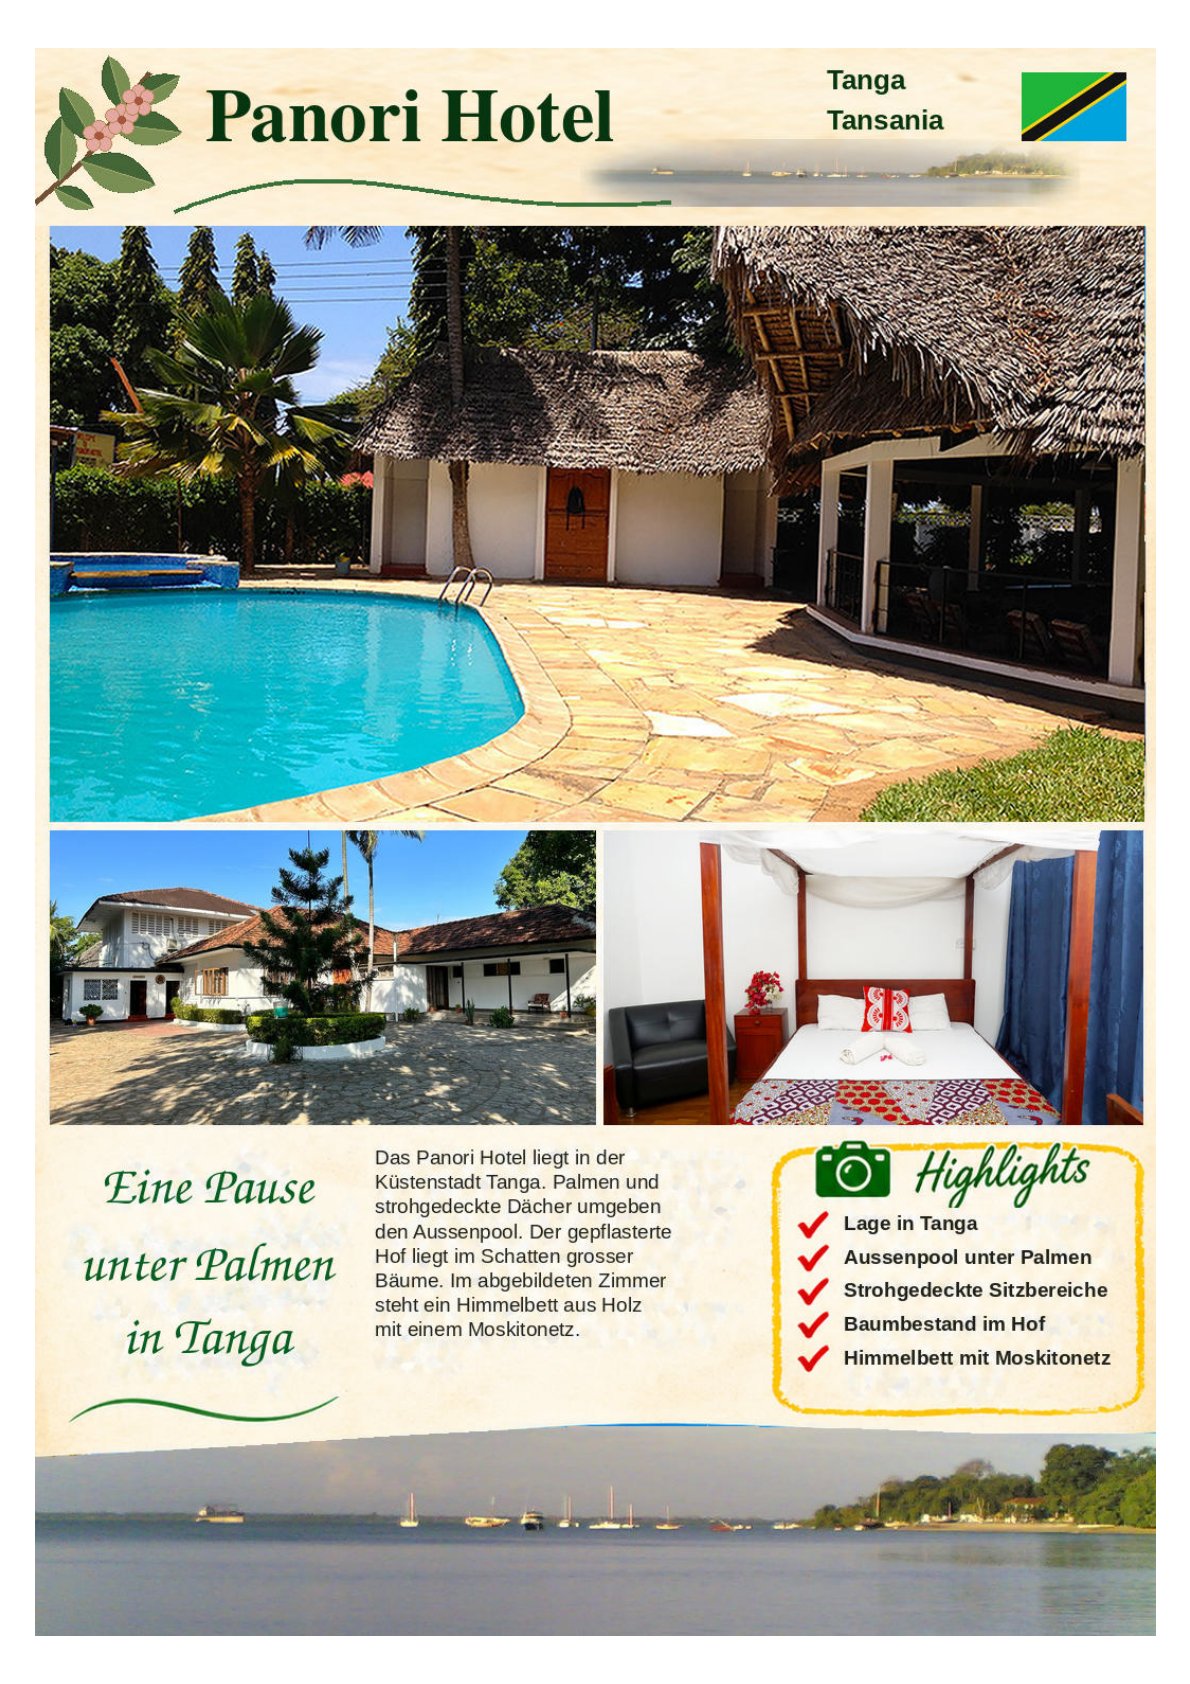 Panori Hotel
Tanga
Tansania
Eine Pause
unter Palmen
in Tanga
Das Panori Hotel liegt in der
Küstenstadt Tanga. Palmen und
strohgedeckte Dächer umgeben
den Aussenpool. Der gepflasterte
Hof liegt im Schatten grosser
Bäume. Im abgebildeten Zimmer
steht ein Himmelbett aus Holz
mit einem Moskitonetz.
Highlights
Lage in Tanga
Aussenpool unter Palmen
Strohgedeckte Sitzbereiche
Baumbestand im Hof
Himmelbett mit Moskitonetz